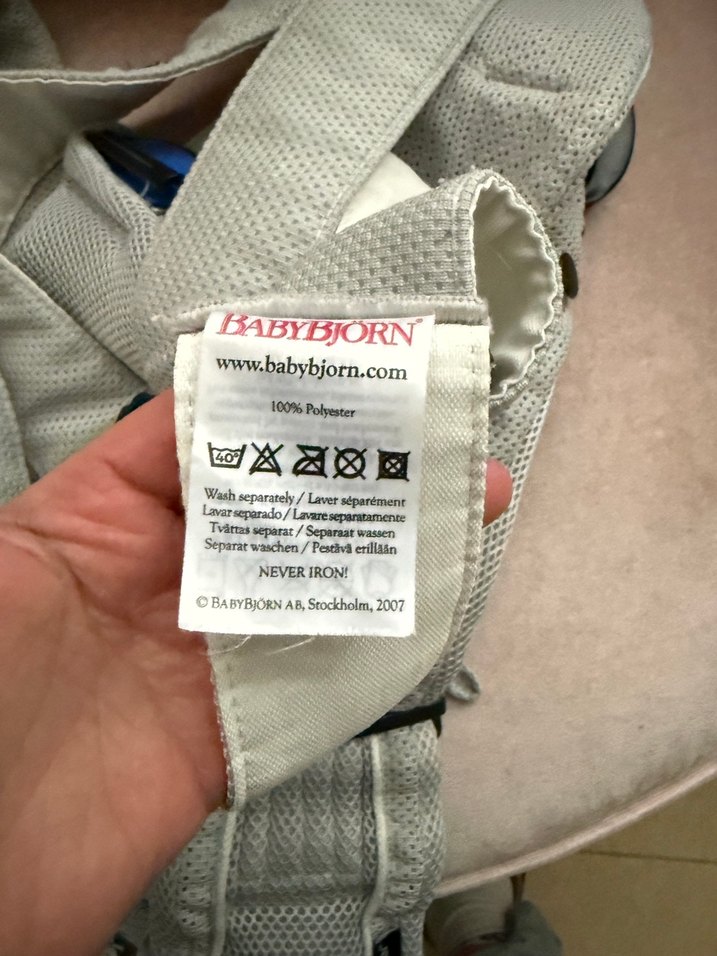 BABYBJÖRN®
www.babybjorn.com
100% Polyester
40°
Wash separately / Laver séparément
Lavar separado / Lavare separatamente
Tvättas separat / Separaat wassen
Separat waschen / Pestävä erillään
NEVER IRON!
© BABYBJÖRN AB, Stockholm, 2007